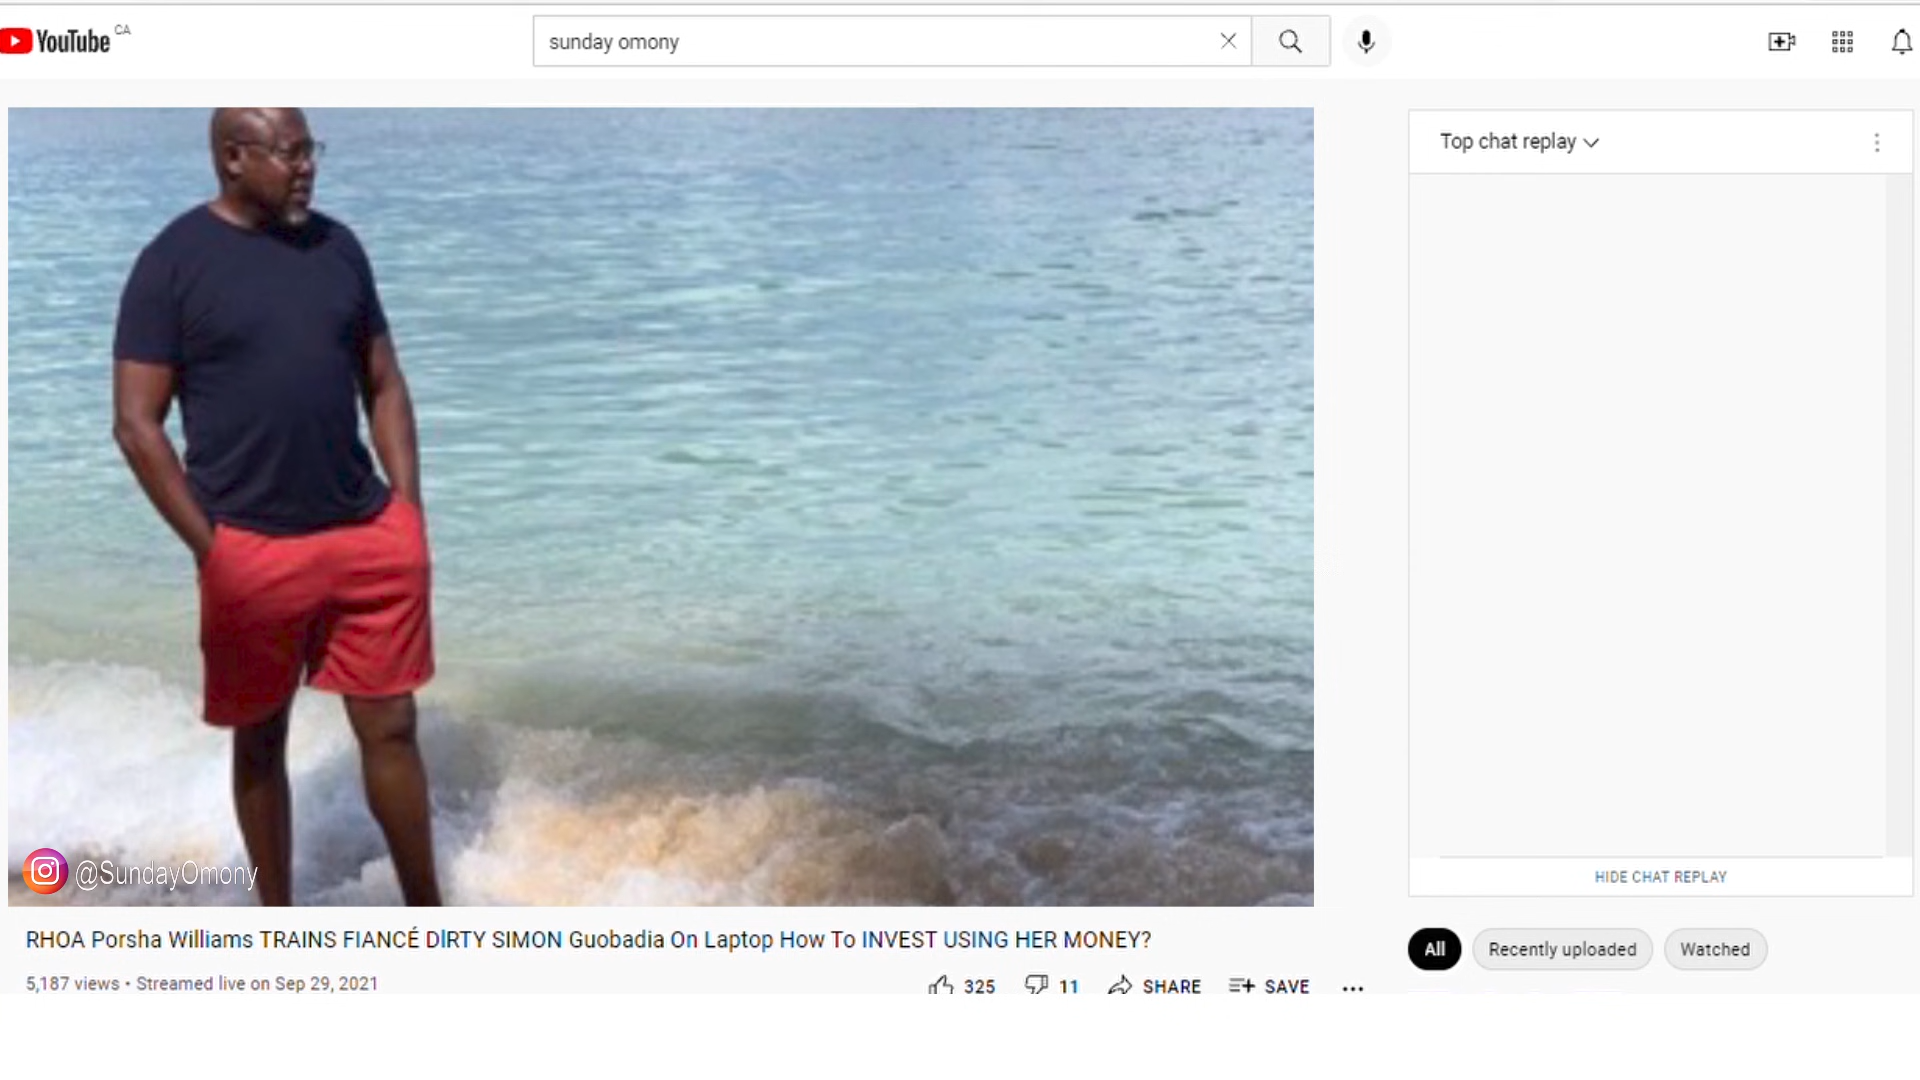 YouTube CA
sunday omony
Top chat replay
@SundayOmony
HIDE CHAT REPLAY
RHOA Porsha Williams TRAINS FIANCÉ DIRTY SIMON Guobadia On Laptop How To INVEST USING HER MONEY?
All
Recently uploaded
Watched
5,187 views • Streamed live on Sep 29, 2021
325
11
SHARE
SAVE